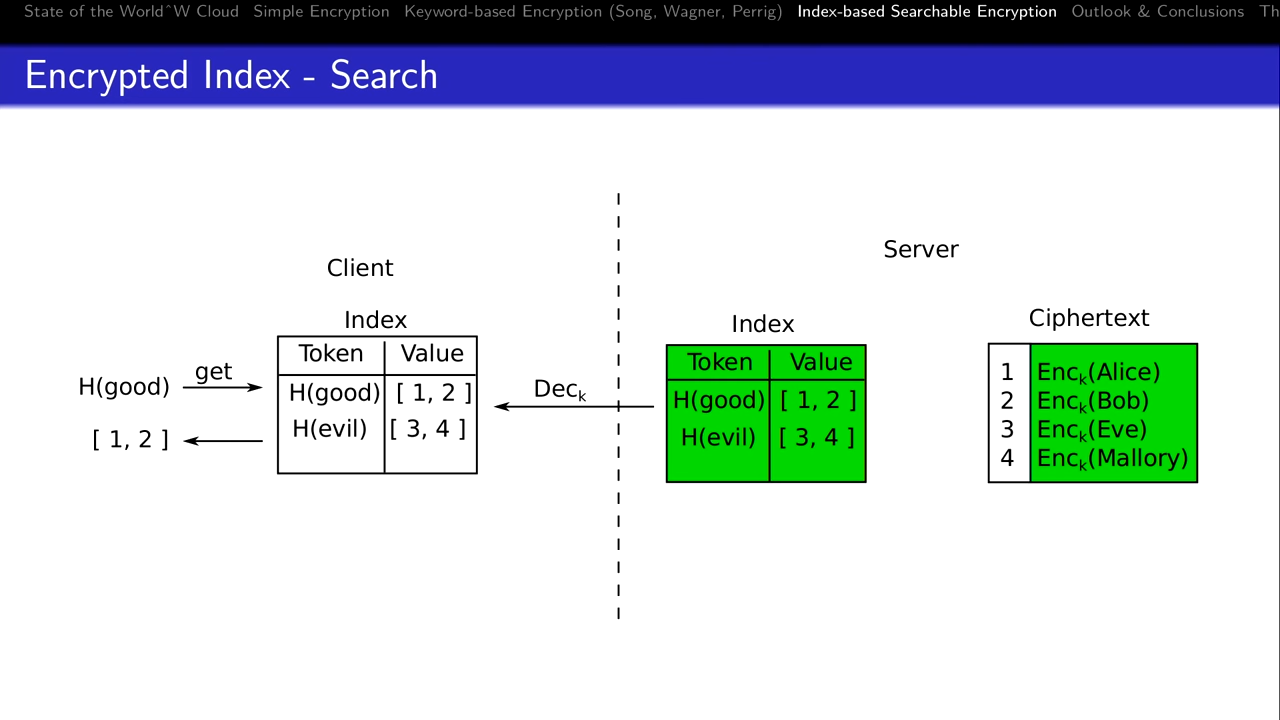 State of the World^W Cloud Simple Encryption Keyword-based Encryption (Song, Wagner, Perrig) Index-based Searchable Encryption Outlook & Conclusions Th
Encrypted Index - Search
Client
Server
Index
Token Value
H(good) [ 1, 2 ]
H(evil) [ 3, 4 ]
H(good)
get
[ 1, 2 ]
Deck
Index
Token Value
H(good) [ 1, 2 ]
H(evil) [ 3, 4 ]
Ciphertext
1 Enck(Alice)
2 Enck(Bob)
3 Enck(Eve)
4 Enck(Mallory)